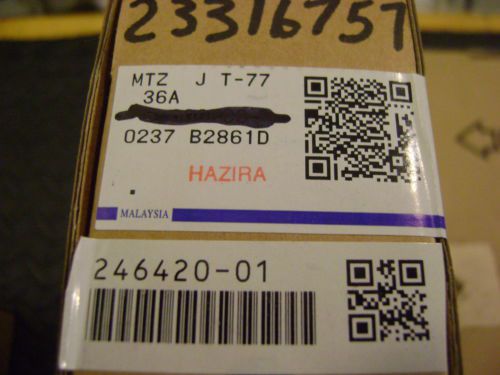 23316757
MTZ J T-77
36A
0237 B2861D
HAZIRA
MALAYSIA
246420-01